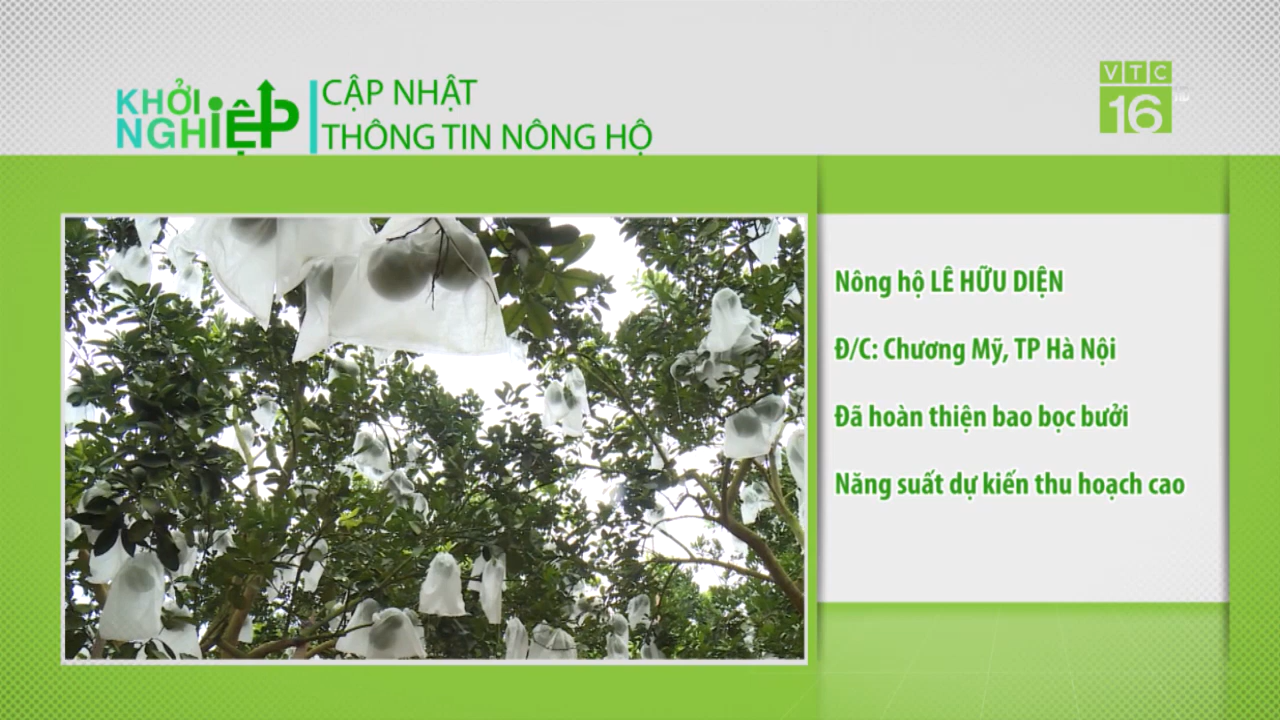 KHỞI
NGHIỆP
CẬP NHẬT
THÔNG TIN NÔNG HỘ
VTC
16
HD
Nông hộ LÊ HỮU DIỆN
Đ/C: Chương Mỹ, TP Hà Nội
Đã hoàn thiện bao bọc bưởi
Năng suất dự kiến thu hoạch cao